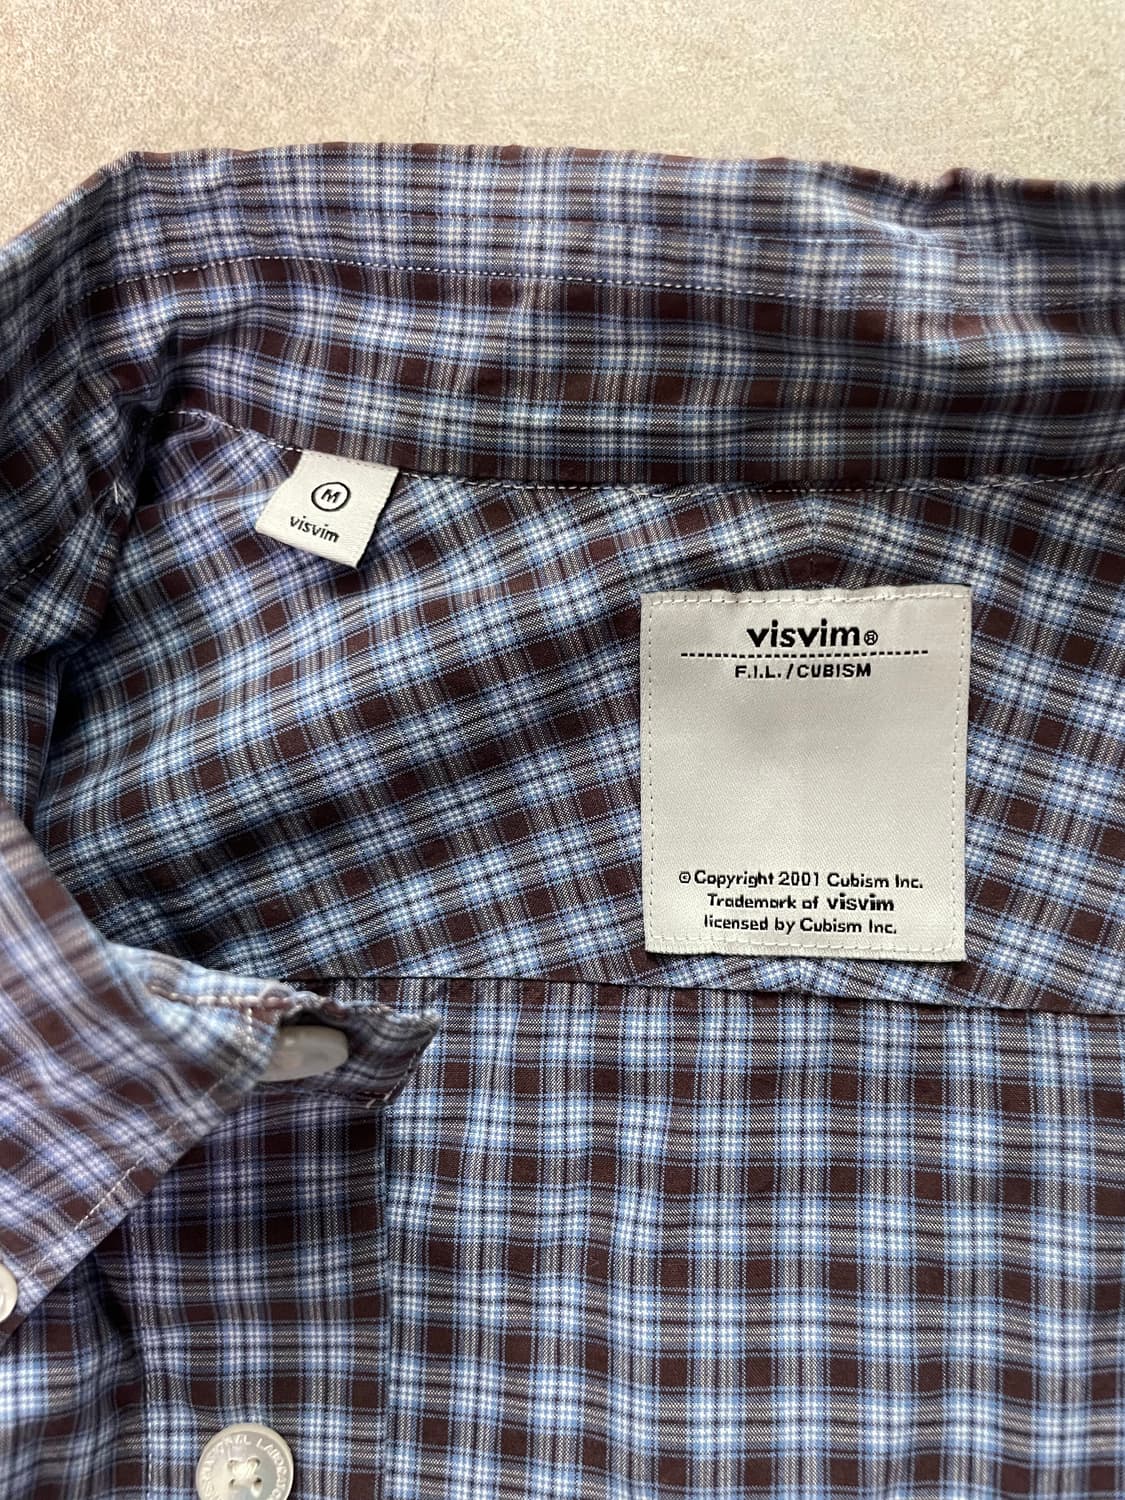 M
visvim
visvim®
F.I.L./CUBISM
© Copyright 2001 Cubism Inc.
Trademark of visvim
licensed by Cubism Inc.